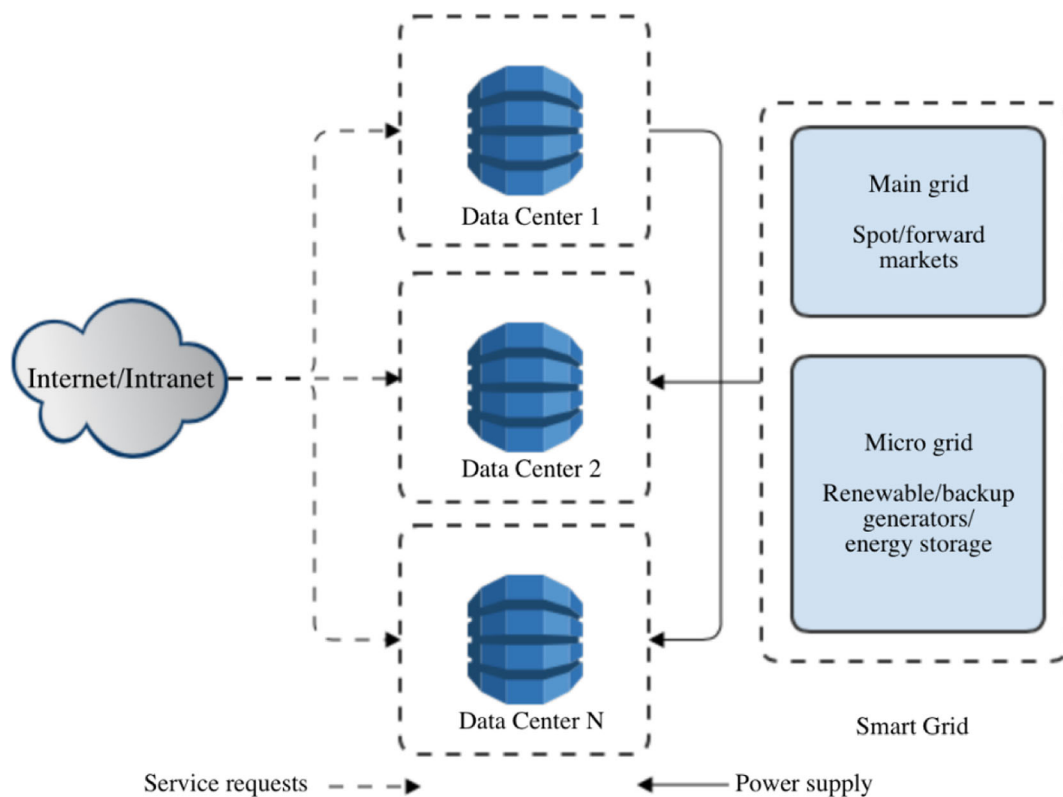 Internet/Intranet
Data Center 1
Data Center 2
Data Center N
Main grid
Spot/forward
markets
Micro grid
Renewable/backup
generators/
energy storage
Smart Grid
Service requests
Power supply